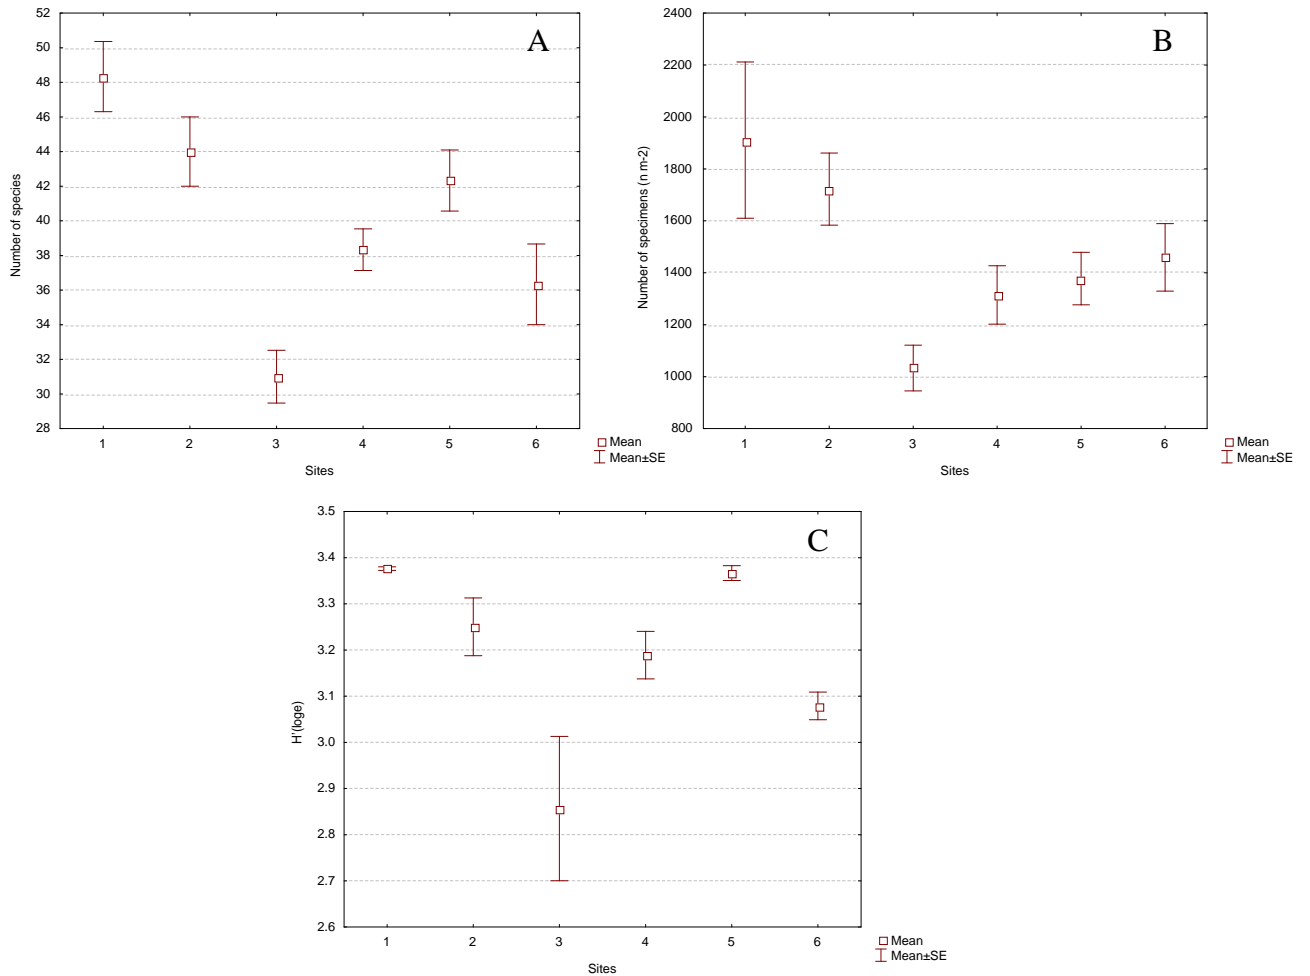 A
52
50
48
46
44
42
40
38
36
34
32
30
28
Number of species
1 2 3 4 5 6
Sites
Mean
Mean±SE
B
2400
2200
2000
1800
1600
1400
1200
1000
800
Number of specimens (n m-2)
1 2 3 4 5 6
Sites
Mean
Mean±SE
C
3.5
3.4
3.3
3.2
3.1
3.0
2.9
2.8
2.7
2.6
H'(loge)
1 2 3 4 5 6
Sites
Mean
Mean±SE